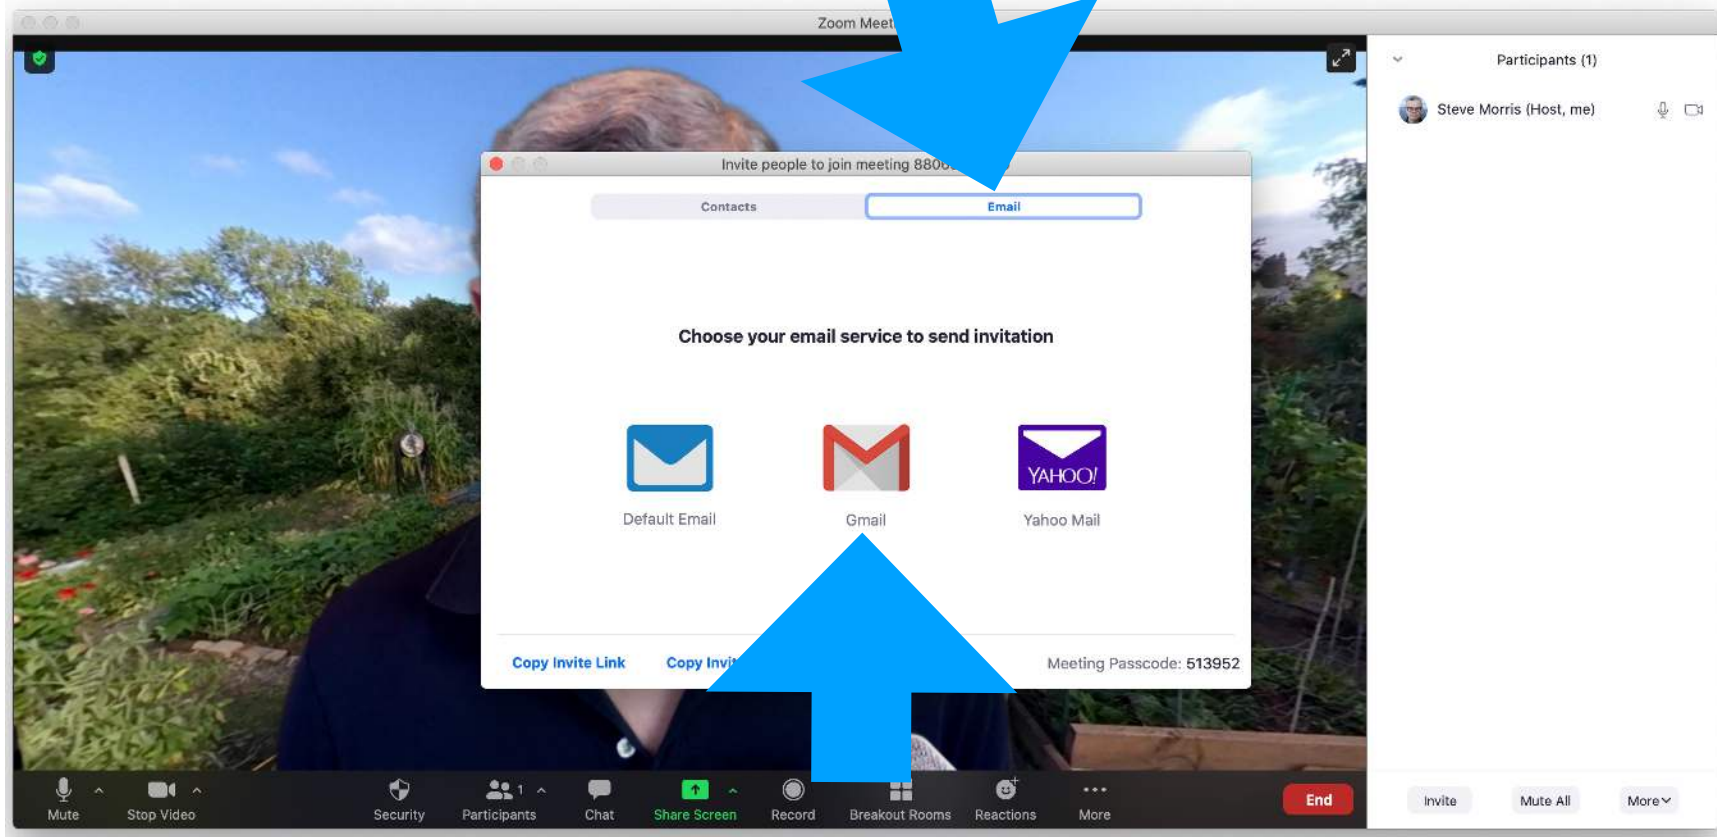 Zoom Meet
Participants (1)
Steve Morris (Host, me)
Invite people to join meeting
Contacts
Email
Choose your email service to send invitation
YAHOO!
Default Email
Gmail
Yahoo Mail
Copy Invite Link
Copy Invit
Meeting Passcode: 513952
1
Mute
Stop Video
Security
Participants
Chat
Share Screen
Record
Breakout Rooms
Reactions
More
End
Invite
Mute All
More